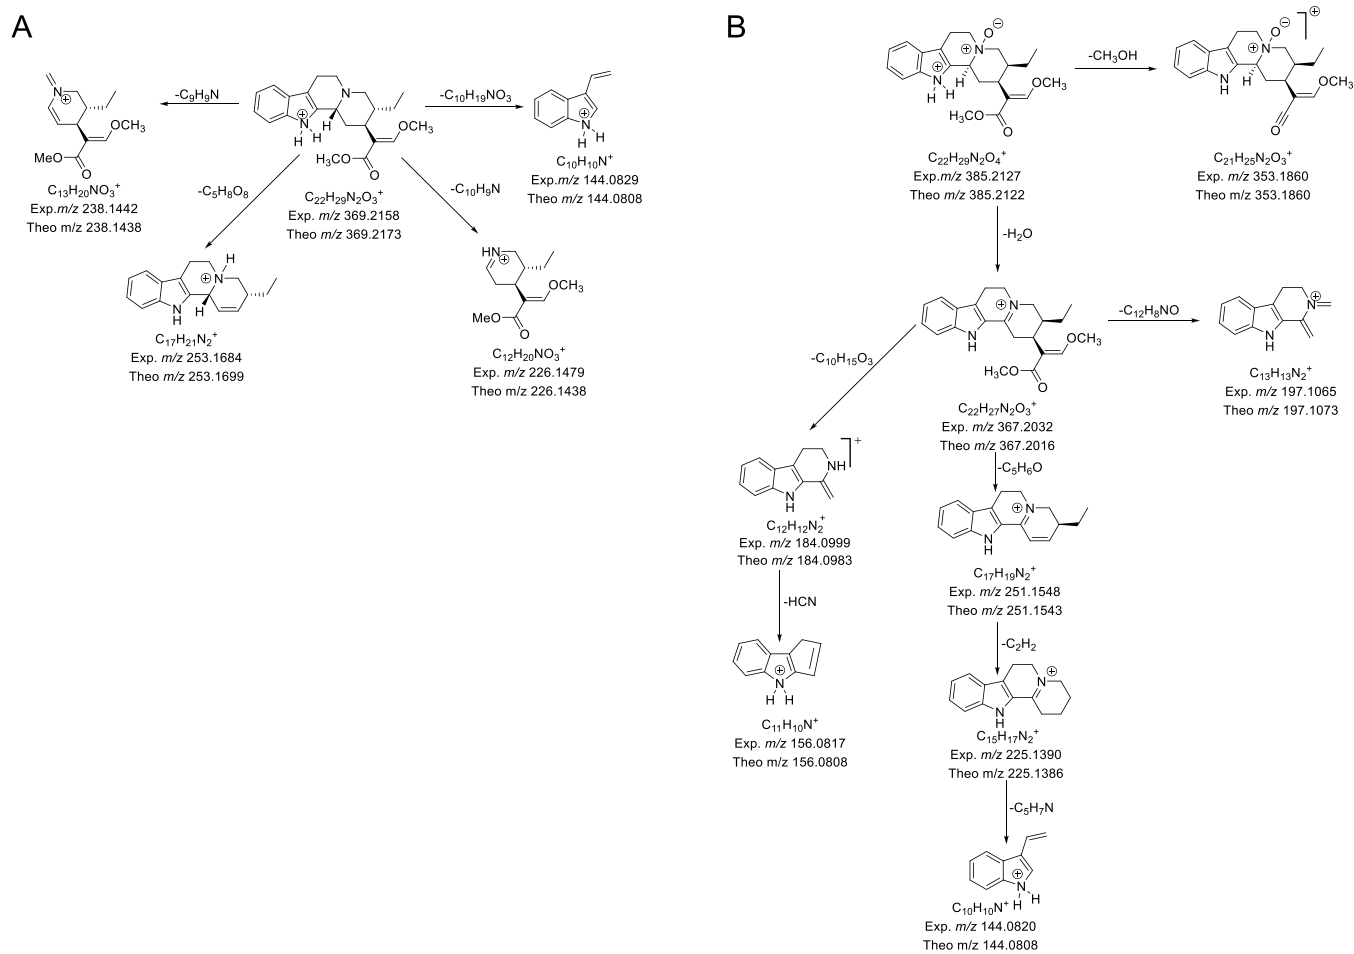 A
-C9H9N
-C10H19NO3
-C5H8O8
-C10H9N
N
OCH3
MeO
O
C13H20NO3+
Exp.m/z 238.1442
Theo m/z 238.1438
N
N
H H
H
OCH3
H3CO
O
C22H29N2O3+
Exp. m/z 369.2158
Theo m/z 369.2173
N
H H
C10H10N+
Exp.m/z 144.0829
Theo m/z 144.0808
H
N
N
H
H
C17H21N2+
Exp. m/z 253.1684
Theo m/z 253.1699
HN
OCH3
MeO
O
C12H20NO3+
Exp. m/z 226.1479
Theo m/z 226.1438
B
O
N
N
H H
H
OCH3
H3CO
O
C22H29N2O4+
Exp.m/z 385.2127
Theo m/z 385.2122
-CH3OH
O
N
N
H
H
OCH3
O
C21H25N2O3+
Exp. m/z 353.1860
Theo m/z 353.1860
-H2O
N
N
H
OCH3
H3CO
O
C22H27N2O3+
Exp. m/z 367.2032
Theo m/z 367.2016
-C12H8NO
N
N
H
C13H13N2+
Exp. m/z 197.1065
Theo m/z 197.1073
-C10H15O3
NH
+
N
H
C12H12N2+
Exp. m/z 184.0999
Theo m/z 184.0983
-HCN
N
H H
C11H10N+
Exp. m/z 156.0817
Theo m/z 156.0808
-C5H6O
N
N
H
C17H19N2+
Exp. m/z 251.1548
Theo m/z 251.1543
-C2H2
N
N
H
C15H17N2+
Exp. m/z 225.1390
Theo m/z 225.1386
-C5H7N
N
H H
C10H10N+
Exp. m/z 144.0820
Theo m/z 144.0808